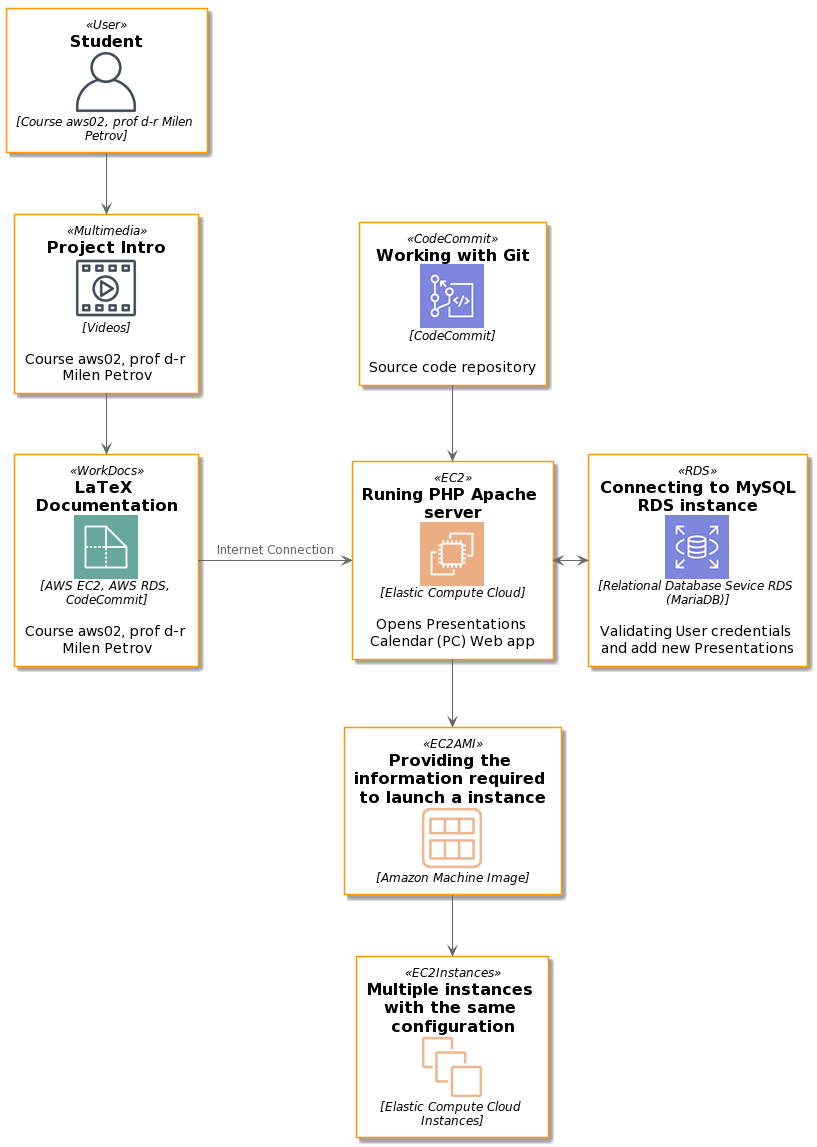 «User»
Student
[Course aws02, prof d-r Milen
Petrov]
«Multimedia»
Project Intro
[Videos]
Course aws02, prof d-r
Milen Petrov
«CodeCommit»
Working with Git
[CodeCommit]
Source code repository
«WorkDocs»
LaTeX
Documentation
[AWS EC2, AWS RDS,
CodeCommit]
Course aws02, prof d-r
Milen Petrov
Internet Connection
«EC2»
Runing PHP Apache
server
[Elastic Compute Cloud]
Opens Presentations
Calendar (PC) Web app
«RDS»
Connecting to MySQL
RDS instance
[Relational Database Sevice RDS
(MariaDB)]
Validating User credentials
and add new Presentations
«EC2AMI»
Providing the
information required
to launch a instance
[Amazon Machine Image]
«EC2Instances»
Multiple instances
with the same
configuration
[Elastic Compute Cloud
Instances]